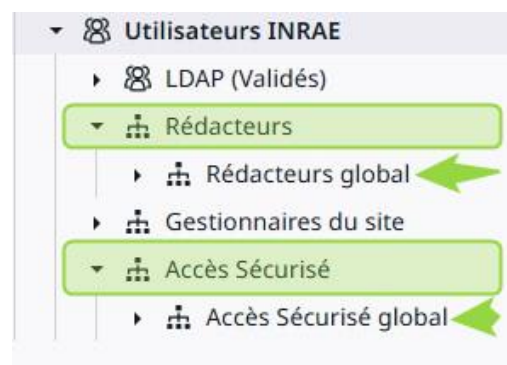 Utilisateurs INRAE
LDAP (Validés)
Rédacteurs
Rédacteurs global
Gestionnaires du site
Accès Sécurisé
Accès Sécurisé global